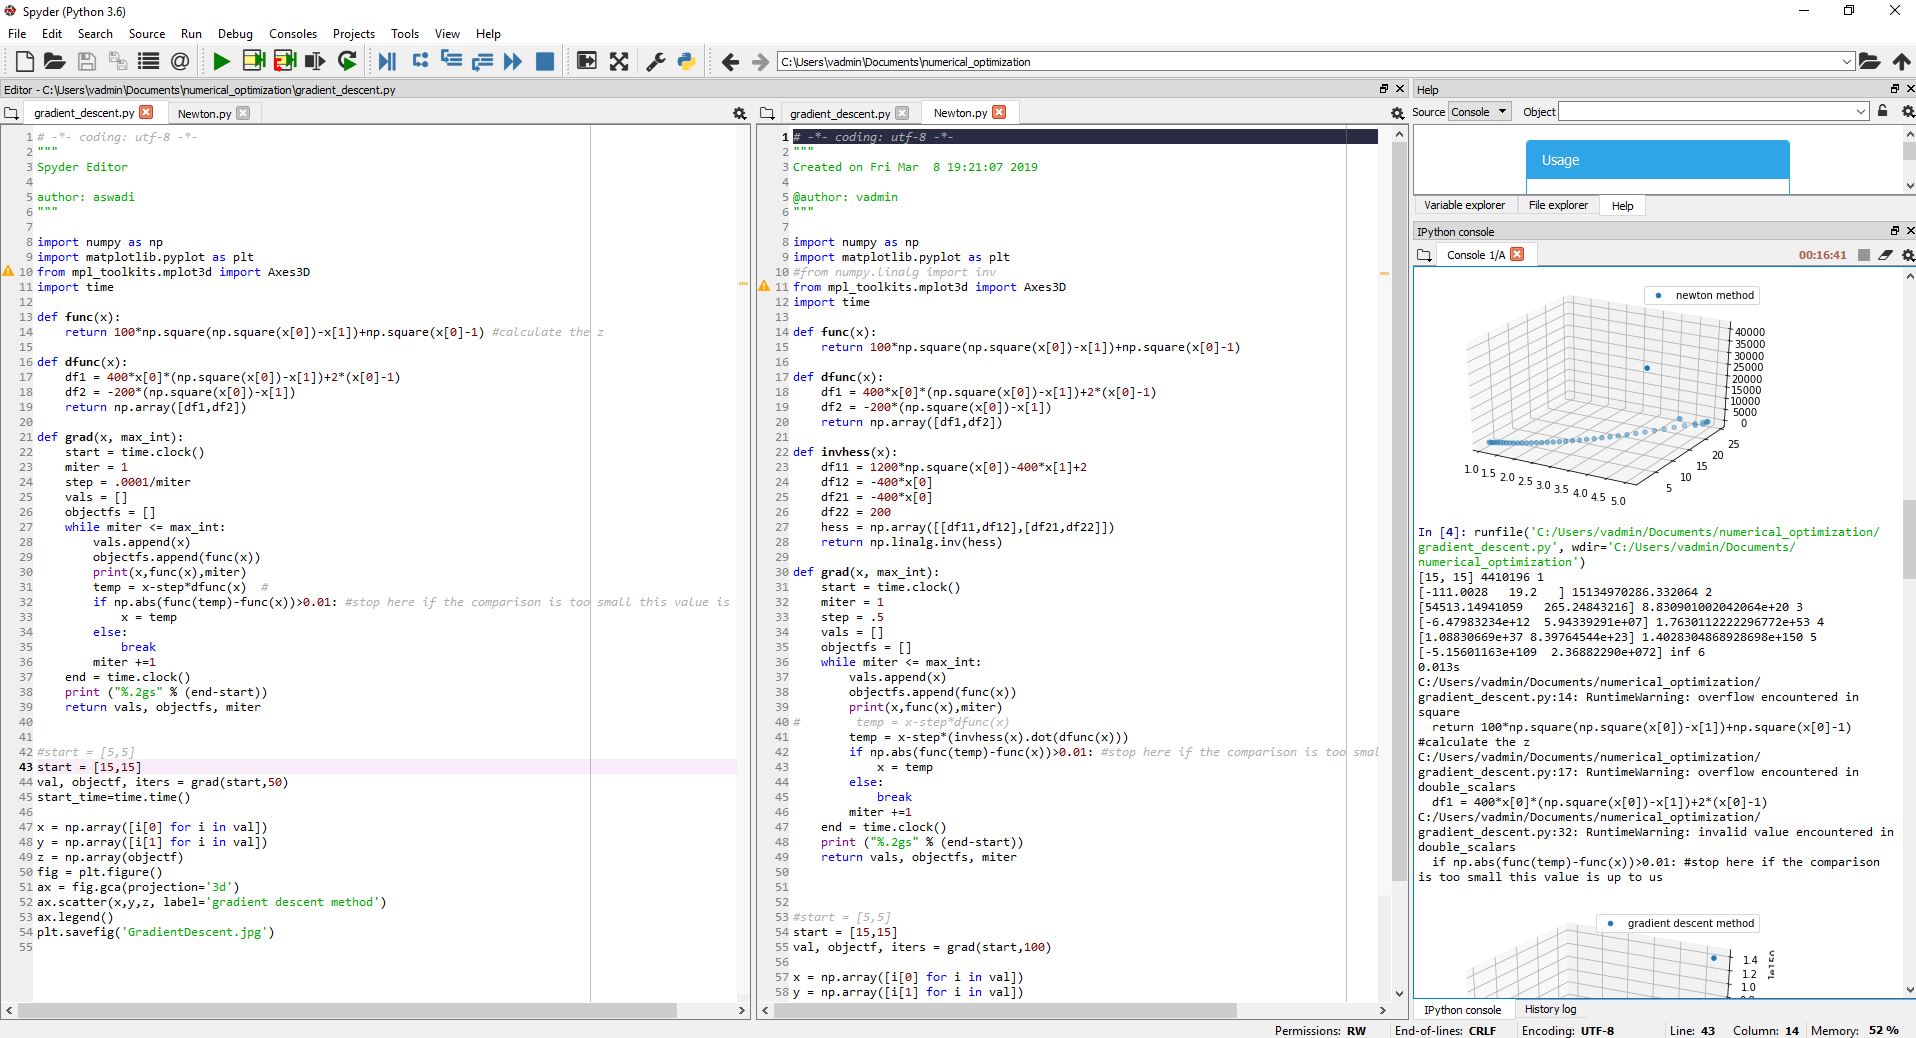 Spyder (Python 3.6)
File Edit Search Source Run Debug Consoles Projects Tools View Help
C:\Users\vadmin\Documents\numerical_optimization
Editor - C:\Users\vadmin\Documents\numerical_optimization\gradient_descent.py
gradient_descent.py Newton.py
1 # -*- coding: utf-8 -*-
2 """
3 Spyder Editor
4
5 author: aswadi
6 """
7
8 import numpy as np
9 import matplotlib.pyplot as plt
10 from mpl_toolkits.mplot3d import Axes3D
11 import time
12
13 def func(x):
14     return 100*np.square(np.square(x[0])-x[1])+np.square(x[0]-1) #calculate the z
15
16 def dfunc(x):
17     df1 = 400*x[0]*(np.square(x[0])-x[1])+2*(x[0]-1)
18     df2 = -200*(np.square(x[0])-x[1])
19     return np.array([df1,df2])
20
21 def grad(x, max_int):
22     start = time.clock()
23     miter = 1
24     step = .0001/miter
25     vals = []
26     objectfs = []
27     while miter <= max_int:
28         vals.append(x)
29         objectfs.append(func(x))
30         print(x,func(x),miter)
31         temp = x-step*dfunc(x)  #
32         if np.abs(func(temp)-func(x))>0.01: #stop here if the comparison is too small this value is
33             x = temp
34         else:
35             break
36         miter +=1
37     end = time.clock()
38     print ("%.2gs" % (end-start))
39     return vals, objectfs, miter
40
41
42 #start = [5,5]
43 start = [15,15]
44 val, objectf, iters = grad(start,50)
45 start_time=time.time()
46
47 x = np.array([i[0] for i in val])
48 y = np.array([i[1] for i in val])
49 z = np.array(objectf)
50 fig = plt.figure()
51 ax = fig.gca(projection='3d')
52 ax.scatter(x,y,z, label='gradient descent method')
53 ax.legend()
54 plt.savefig('GradientDescent.jpg')
55
gradient_descent.py Newton.py
1 # -*- coding: utf-8 -*-
2 """
3 Created on Fri Mar  8 19:21:07 2019
4
5 @author: vadmin
6 """
7
8 import numpy as np
9 import matplotlib.pyplot as plt
10 #from numpy.linalg import inv
11 from mpl_toolkits.mplot3d import Axes3D
12 import time
13
14 def func(x):
15     return 100*np.square(np.square(x[0])-x[1])+np.square(x[0]-1)
16
17 def dfunc(x):
18     df1 = 400*x[0]*(np.square(x[0])-x[1])+2*(x[0]-1)
19     df2 = -200*(np.square(x[0])-x[1])
20     return np.array([df1,df2])
21
22 def invhess(x):
23     df11 = 1200*np.square(x[0])-400*x[1]+2
24     df12 = -400*x[0]
25     df21 = -400*x[0]
26     df22 = 200
27     hess = np.array([[df11,df12],[df21,df22]])
28     return np.linalg.inv(hess)
29
30 def grad(x, max_int):
31     start = time.clock()
32     miter = 1
33     step = .5
34     vals = []
35     objectfs = []
36     while miter <= max_int:
37         vals.append(x)
38         objectfs.append(func(x))
39         print(x,func(x),miter)
40 #        temp = x-step*dfunc(x)
41         temp = x-step*(invhess(x).dot(dfunc(x)))
42         if np.abs(func(temp)-func(x))>0.01: #stop here if the comparison is too smal
43             x = temp
44         else:
45             break
46         miter +=1
47     end = time.clock()
48     print ("%.2gs" % (end-start))
49     return vals, objectfs, miter
50
51
52
53 #start = [5,5]
54 start = [15,15]
55 val, objectf, iters = grad(start,100)
56
57 x = np.array([i[0] for i in val])
58 y = np.array([i[1] for i in val])
Help
Source Console Object
Usage
Variable explorer File explorer Help
IPython console
Console 1/A 00:16:41
newton method
40000
35000
30000
25000
20000
15000
10000
5000
0
1.0 1.5 2.0 2.5 3.0 3.5 4.0 4.5 5.0
5 10 15 20 25
In [4]: runfile('C:/Users/vadmin/Documents/numerical_optimization/
gradient_descent.py', wdir='C:/Users/vadmin/Documents/
numerical_optimization')
[15, 15] 4410196 1
[-111.0028   19.2   ] 15134970286.332064 2
[54513.14941059   265.24843216] 8.830901002042064e+20 3
[-6.47983234e+12  5.94339291e+07] 1.7630112222296772e+53 4
[1.08830669e+37 8.39764544e+23] 1.4028304868928698e+150 5
[-5.15601163e+109  2.36882290e+072] inf 6
0.013s
C:/Users/vadmin/Documents/numerical_optimization/
gradient_descent.py:14: RuntimeWarning: overflow encountered in
square
  return 100*np.square(np.square(x[0])-x[1])+np.square(x[0]-1)
#calculate the z
C:/Users/vadmin/Documents/numerical_optimization/
gradient_descent.py:17: RuntimeWarning: overflow encountered in
double_scalars
  df1 = 400*x[0]*(np.square(x[0])-x[1])+2*(x[0]-1)
C:/Users/vadmin/Documents/numerical_optimization/
gradient_descent.py:32: RuntimeWarning: invalid value encountered in
double_scalars
  if np.abs(func(temp)-func(x))>0.01: #stop here if the comparison
is too small this value is up to us
gradient descent method
1.4
1.2
1.0
IPython console History log
Permissions: RW End-of-lines: CRLF Encoding: UTF-8 Line: 43 Column: 14 Memory: 52 %